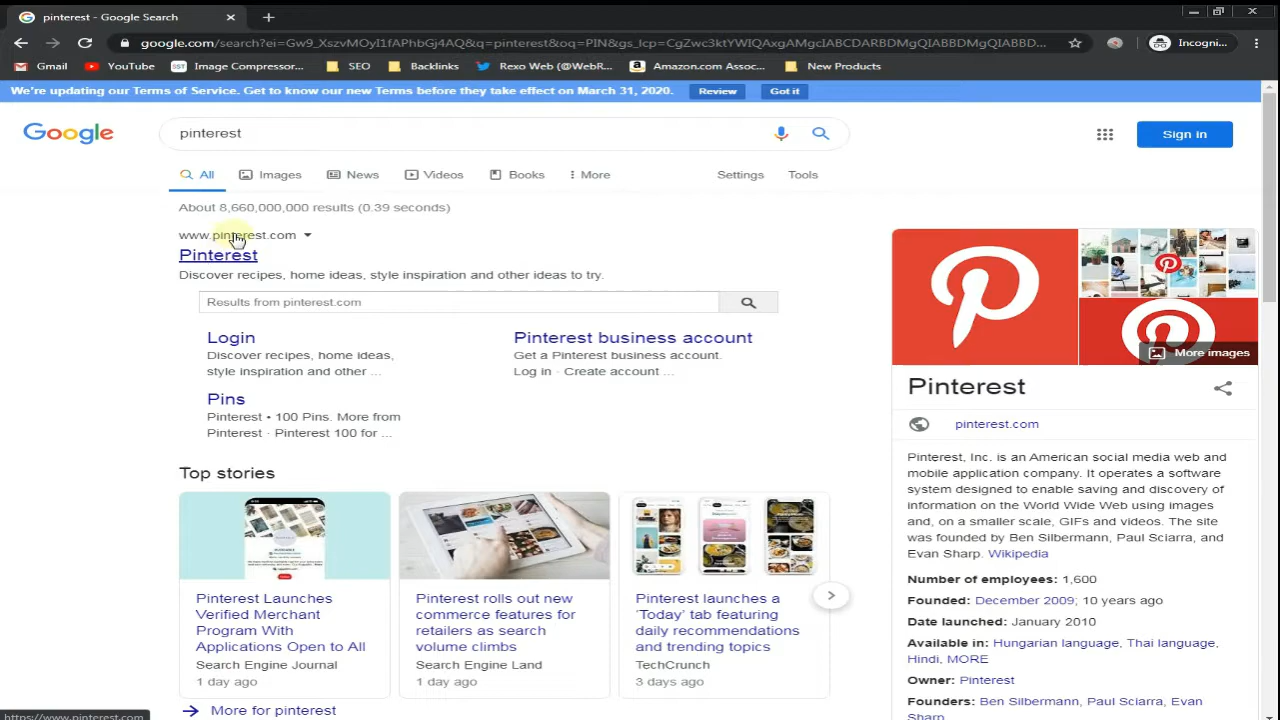 pinterest - Google Search
google.com/search?ei=Gw9_XszvMOyI1fAPhbGj4AQ&q=pinterest&oq=PIN&gs_lcp=CgZwc3ktYWIQAxgAMgcIABCDARBDMgQIABBDMgQIABBD...
Incogni...
Gmail
YouTube
Image Compressor...
SEO
Backlinks
Rexo Web (@WebR...
Amazon.com Assoc...
New Products
We're updating our Terms of Service. Get to know our new Terms before they take effect on March 31, 2020.
Review
Got it
Google
pinterest
Sign in
All
Images
News
Videos
Books
More
Settings
Tools
About 8,660,000,000 results (0.39 seconds)
www.pinterest.com
Pinterest
Discover recipes, home ideas, style inspiration and other ideas to try.
Results from pinterest.com
Login
Discover recipes, home ideas,
style inspiration and other ...
Pinterest business account
Get a Pinterest business account.
Log in · Create account ...
Pins
Pinterest • 100 Pins. More from
Pinterest · Pinterest 100 for ...
Top stories
Pinterest Launches
Verified Merchant
Program With
Applications Open to All
Search Engine Journal
1 day ago
Pinterest rolls out new
commerce features for
retailers as search
volume climbs
Search Engine Land
1 day ago
Pinterest launches a
‘Today’ tab featuring
daily recommendations
and trending topics
TechCrunch
3 days ago
More for pinterest
More images
Pinterest
pinterest.com
Pinterest, Inc. is an American social media web and
mobile application company. It operates a software
system designed to enable saving and discovery of
information on the World Wide Web using images
and, on a smaller scale, GIFs and videos. The site
was founded by Ben Silbermann, Paul Sciarra, and
Evan Sharp. Wikipedia
Number of employees: 1,600
Founded: December 2009; 10 years ago
Date launched: January 2010
Available in: Hungarian language, Thai language,
Hindi, MORE
Owner: Pinterest
Founders: Ben Silbermann, Paul Sciarra, Evan
Sharp
https://www.pinterest.com